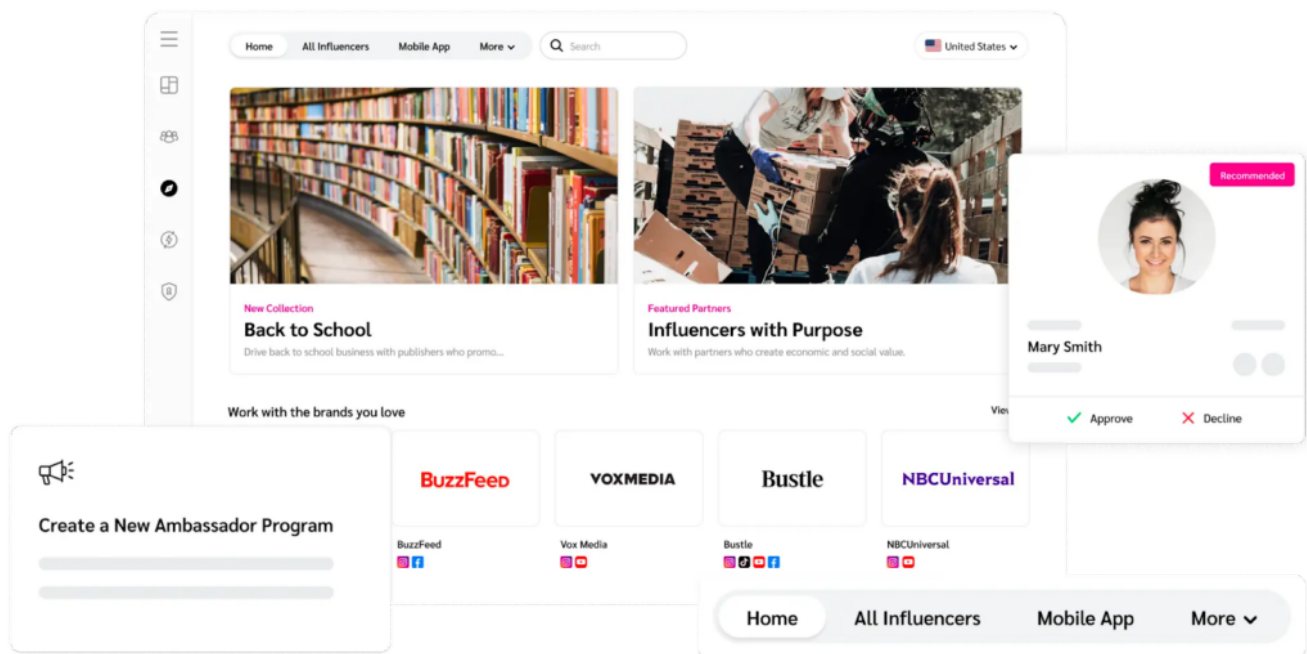 Home All Influencers Mobile App More Search United States
Recommended
New Collection
Back to School
Drive back to school business with publishers who promo...
Featured Partners
Influencers with Purpose
Work with partners who create economic and social value.
Mary Smith
Approve Decline
Work with the brands you love
BuzzFeed VOXMEDIA Bustle NBCUniversal
BuzzFeed Vox Media Bustle NBCUniversal
Create a New Ambassador Program
Home All Influencers Mobile App More